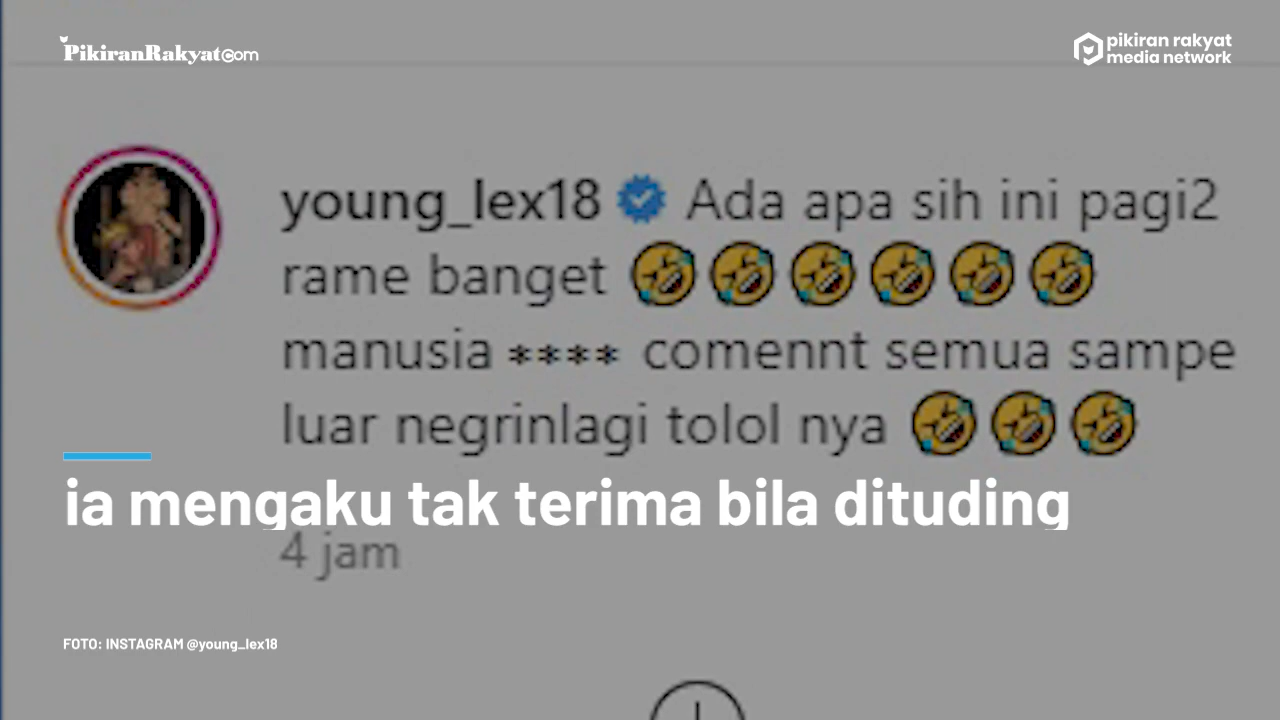 PikiranRakyat.com
pikiran rakyat
media network
young_lex18 Ada apa sih ini pagi2
rame banget 🤣🤣🤣🤣🤣🤣
manusia **** comennt semua sampe
luar negrinlagi tolol nya 🤣🤣🤣
ia mengaku tak terima bila dituding
4 jam
FOTO: INSTAGRAM @young_lex18